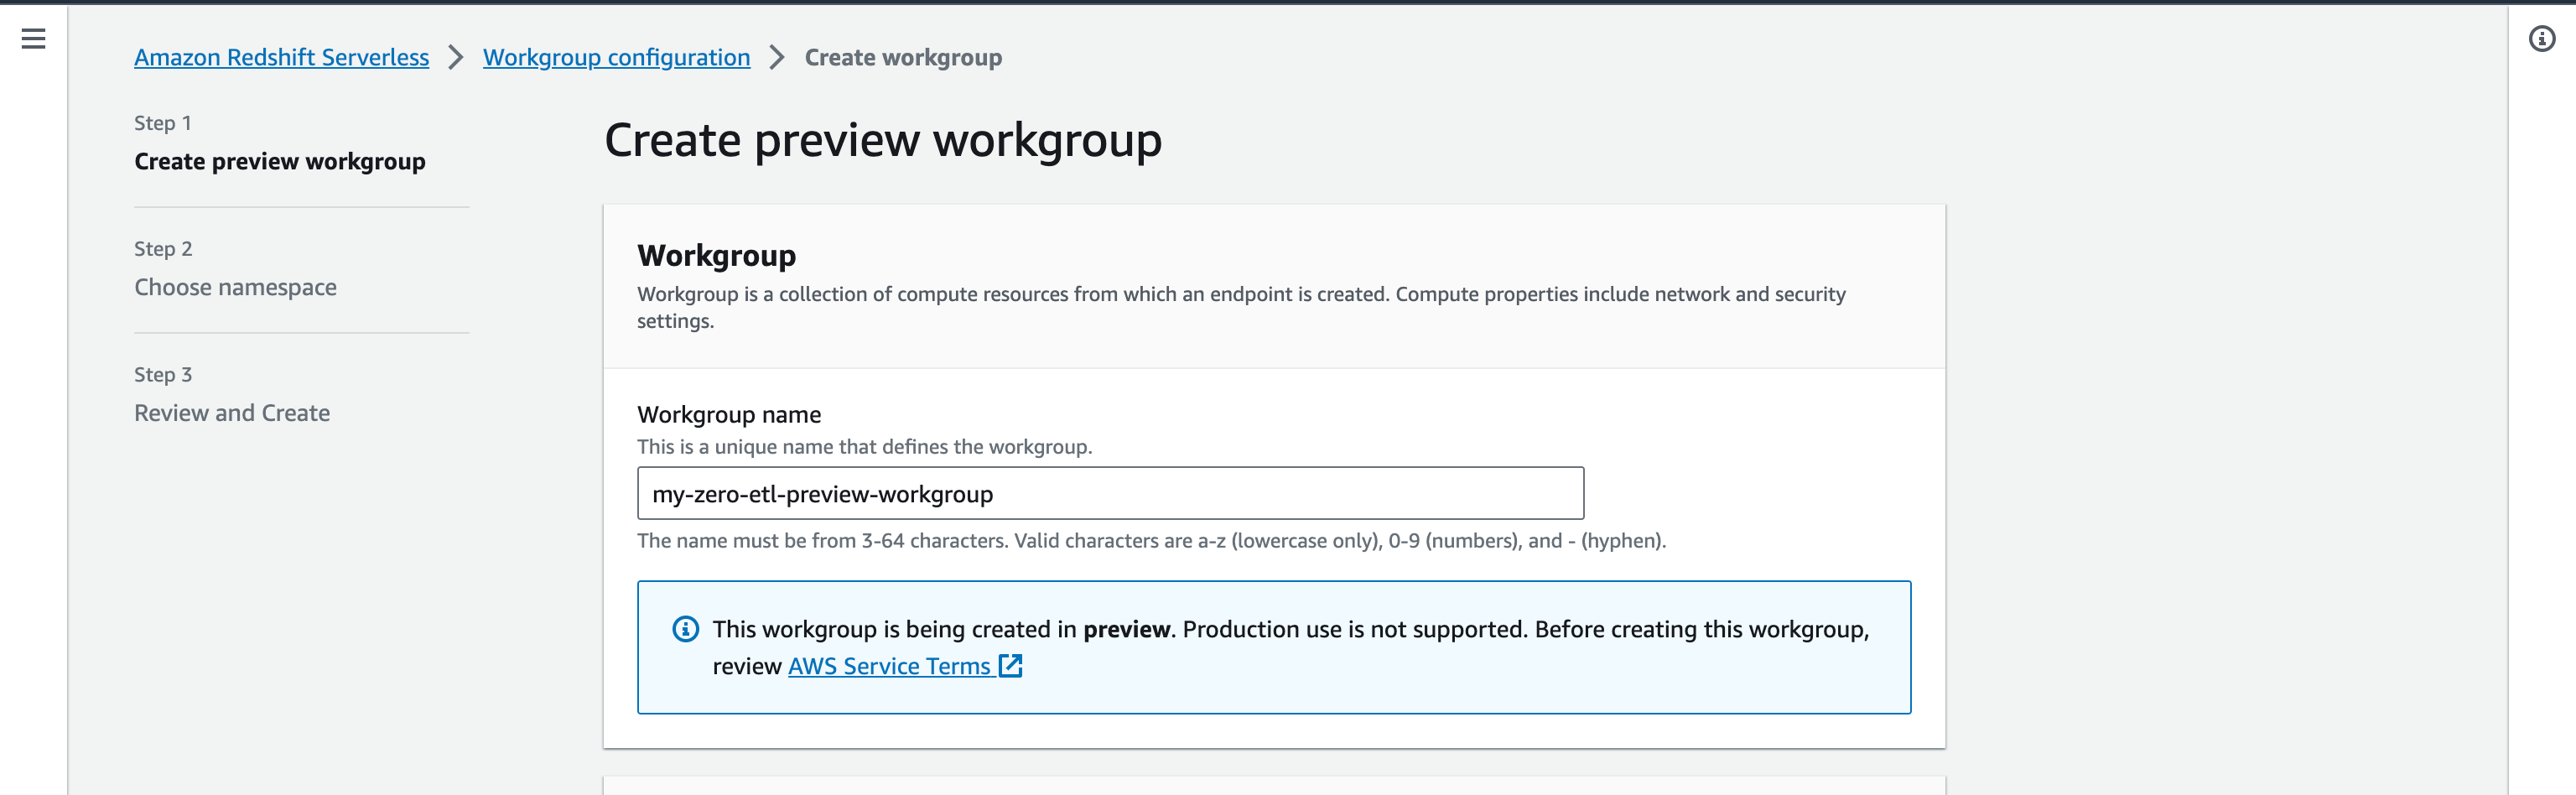 Amazon Redshift Serverless > Workgroup configuration > Create workgroup
Step 1
Create preview workgroup
Step 2
Choose namespace
Step 3
Review and Create
Create preview workgroup
Workgroup
Workgroup is a collection of compute resources from which an endpoint is created. Compute properties include network and security
settings.
Workgroup name
This is a unique name that defines the workgroup.
my-zero-etl-preview-workgroup
The name must be from 3-64 characters. Valid characters are a-z (lowercase only), 0-9 (numbers), and - (hyphen).
This workgroup is being created in preview. Production use is not supported. Before creating this workgroup,
review AWS Service Terms